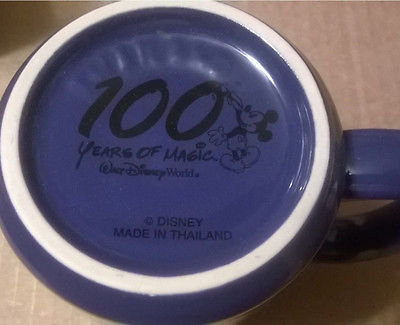 100
YEARS OF MAGIC
Walt Disney World®
© DISNEY
MADE IN THAILAND